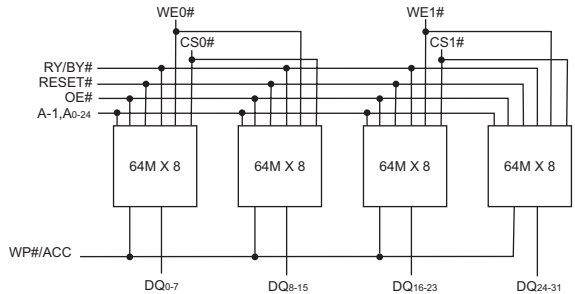 WE0# WE1#
CS0# CS1#
RY/BY#
RESET#
OE#
A-1,A0-24
64M X 8 64M X 8 64M X 8 64M X 8
WP#/ACC
DQ0-7 DQ8-15 DQ16-23 DQ24-31